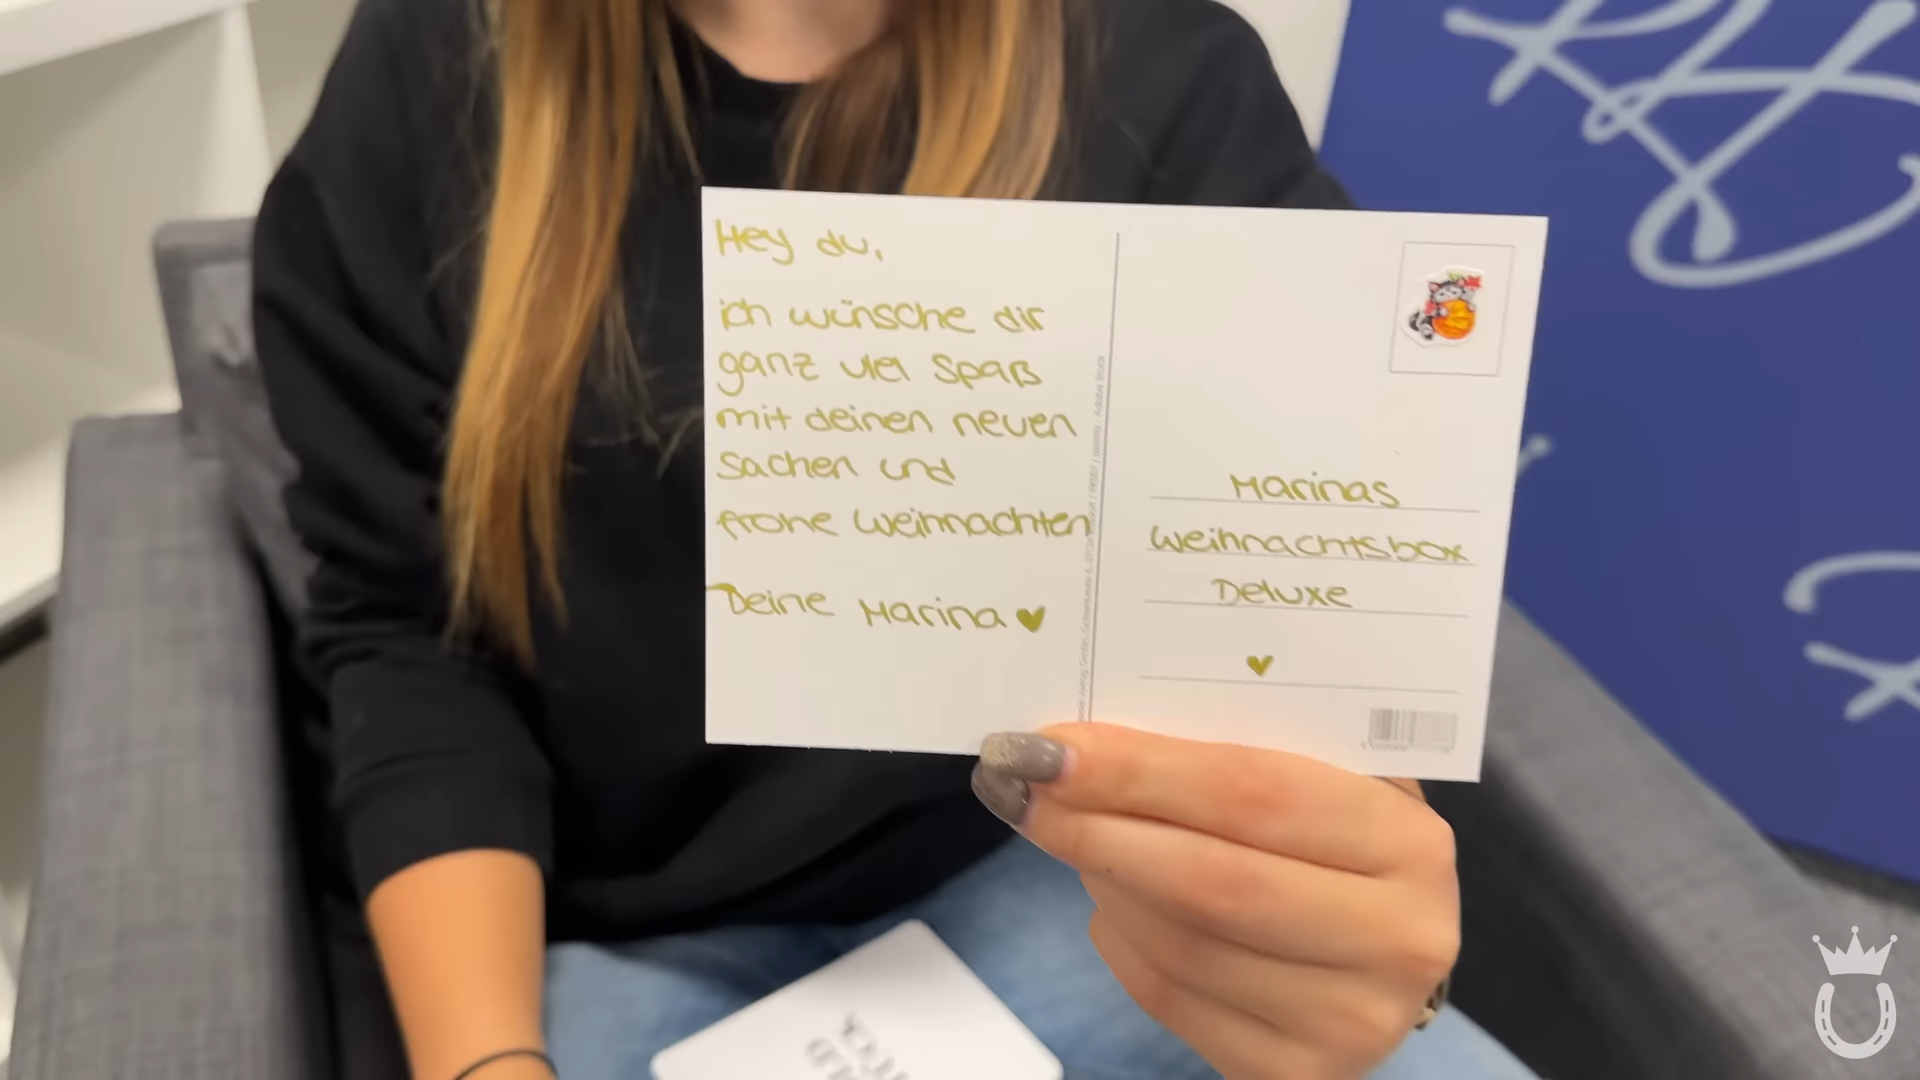 Hey du,
ich wünsche dir
ganz viel Spaß
mit deinen neuen
Sachen und
frohe Weihnachten
Deine Marina ♥
Marinas
Weihnachtsbox
Deluxe
♥